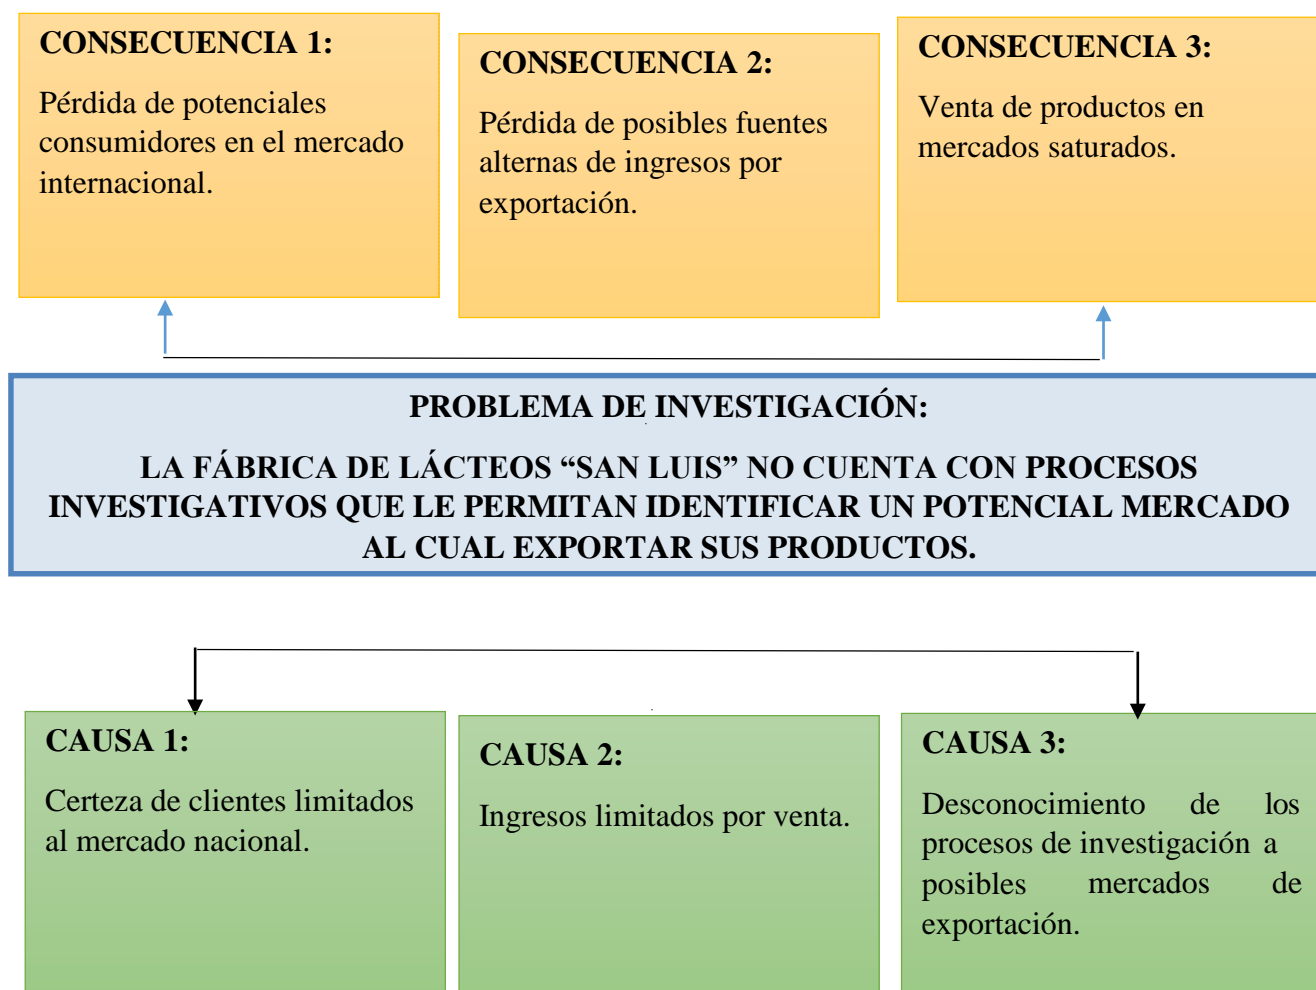 CONSECUENCIA 1:
Pérdida de potenciales
consumidores en el mercado
internacional.
CONSECUENCIA 2:
Pérdida de posibles fuentes
alternas de ingresos por
exportación.
CONSECUENCIA 3:
Venta de productos en
mercados saturados.
PROBLEMA DE INVESTIGACIÓN:
LA FÁBRICA DE LÁCTEOS “SAN LUIS” NO CUENTA CON PROCESOS
INVESTIGATIVOS QUE LE PERMITAN IDENTIFICAR UN POTENCIAL MERCADO
AL CUAL EXPORTAR SUS PRODUCTOS.
CAUSA 1:
Certeza de clientes limitados
al mercado nacional.
CAUSA 2:
Ingresos limitados por venta.
CAUSA 3:
Desconocimiento de los
procesos de investigación a
posibles mercados de
exportación.